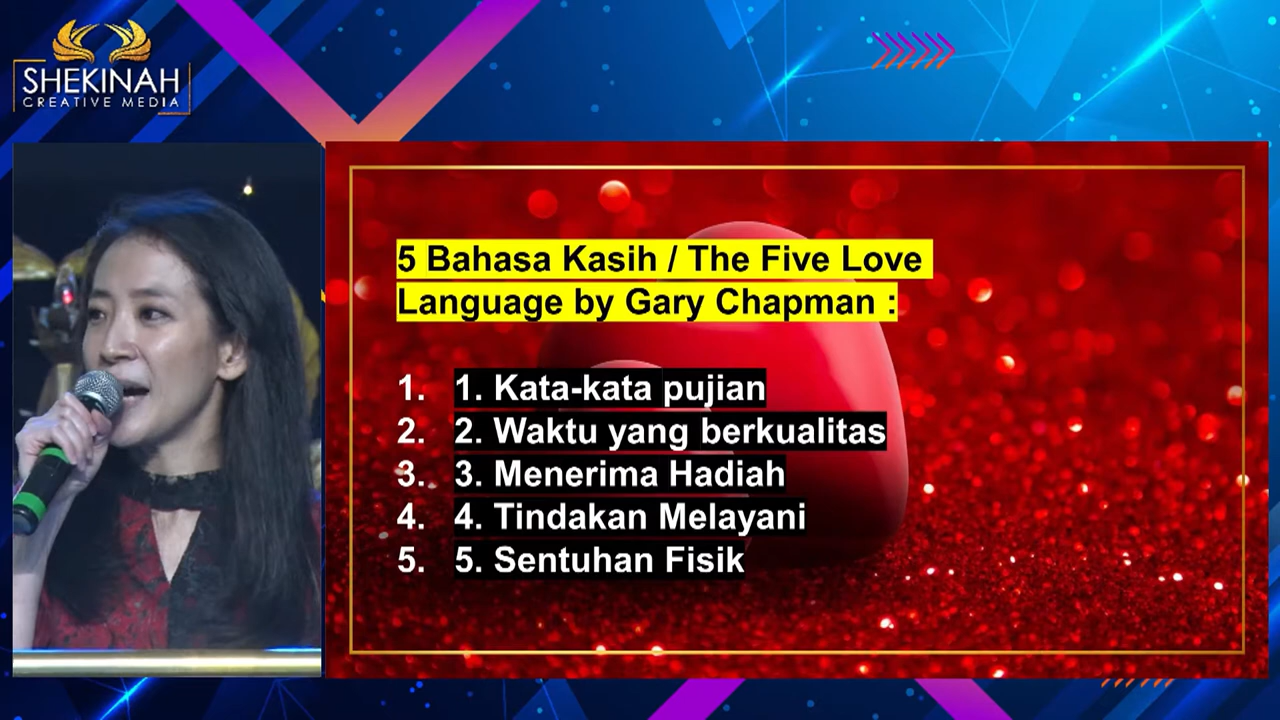 SHEKINAH
CREATIVE MEDIA
5 Bahasa Kasih / The Five Love
Language by Gary Chapman :
1. 1. Kata-kata pujian
2. 2. Waktu yang berkualitas
3. 3. Menerima Hadiah
4. 4. Tindakan Melayani
5. 5. Sentuhan Fisik